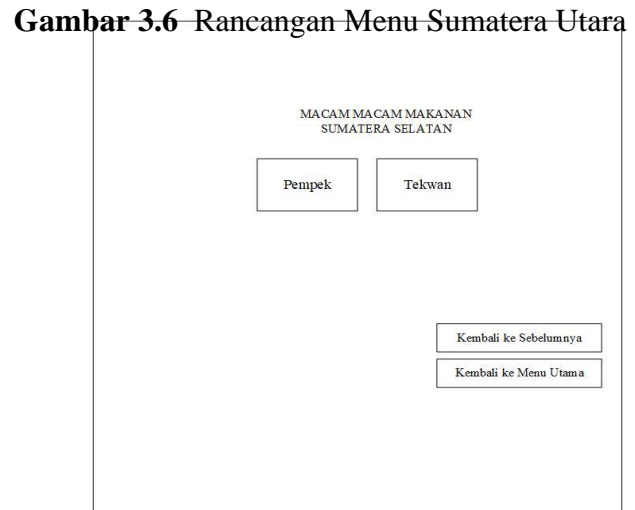 Gambar 3.6 Rancangan Menu Sumatera Utara
MACAM MACAM MAKANAN
SUMATERA SELATAN
Pempek
Tekwan
Kembali ke Sebelumnya
Kembali ke Menu Utama